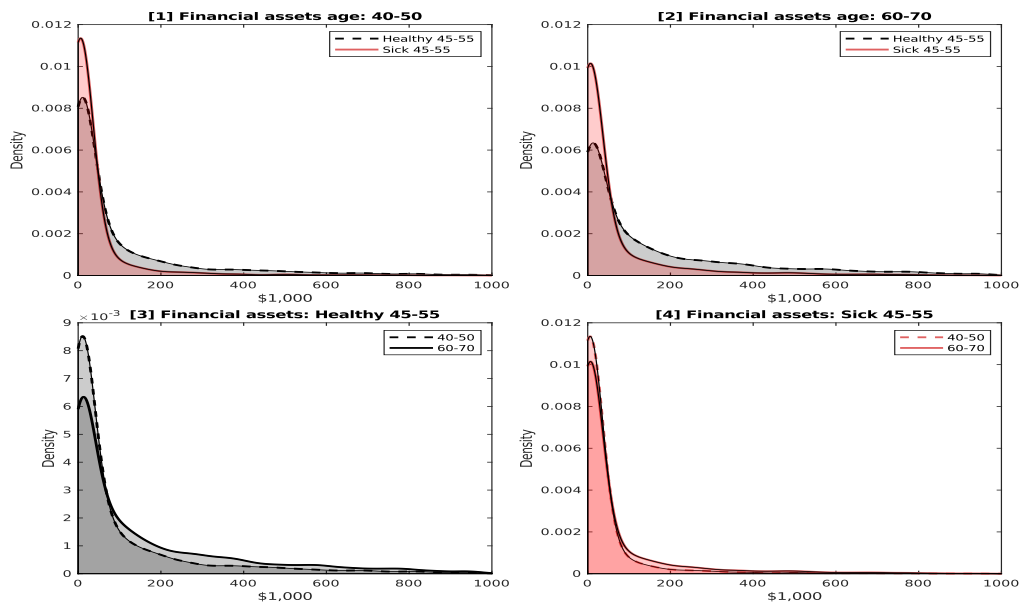 [1] Financial assets age: 40-50
0.012
0.01
0.008
0.006
0.004
0.002
0
Density
Healthy 45-55
Sick 45-55
0 200 400 600 800 1000
$1,000
[2] Financial assets age: 60-70
0.012
0.01
0.008
0.006
0.004
0.002
0
Density
Healthy 45-55
Sick 45-55
0 200 400 600 800 1000
$1,000
[3] Financial assets: Healthy 45-55
×10⁻³
9
8
7
6
5
4
3
2
1
0
Density
40-50
60-70
0 200 400 600 800 1000
$1,000
[4] Financial assets: Sick 45-55
0.012
0.01
0.008
0.006
0.004
0.002
0
Density
40-50
60-70
0 200 400 600 800 1000
$1,000